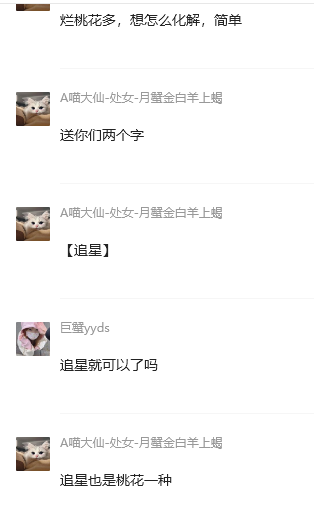 烂桃花多，想怎么化解，简单
A喵大仙-处女-月蟹金白羊上蝎
送你们两个字
A喵大仙-处女-月蟹金白羊上蝎
【追星】
巨蟹yyds
追星就可以了吗
A喵大仙-处女-月蟹金白羊上蝎
追星也是桃花一种